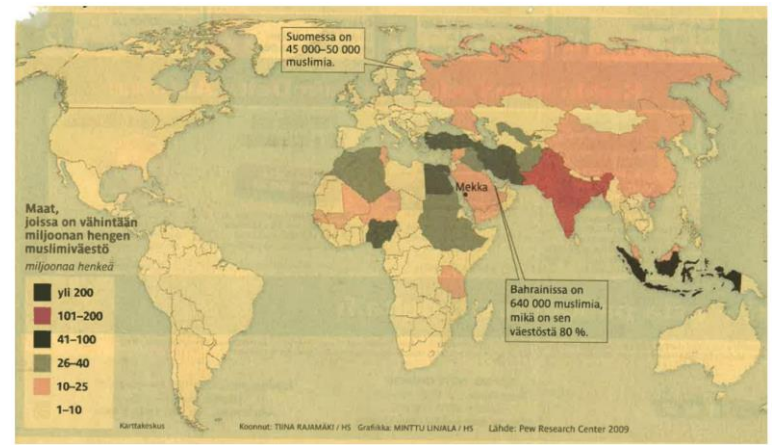 Suomessa on
45 000–50 000
muslimia.
Mekka
Maat,
joissa on vähintään
miljoonan hengen
muslimiväestö
miljoonaa henkeä
yli 200
101–200
41–100
26–40
10–25
1–10
Bahrainissa on
640 000 muslimia,
mikä on sen
väestöstä 80 %.
Karttakeskus
Koonnut: TIINA RAJAMÄKI / HS Grafiikka: MINTTU LINJALA / HS Lähde: Pew Research Center 2009